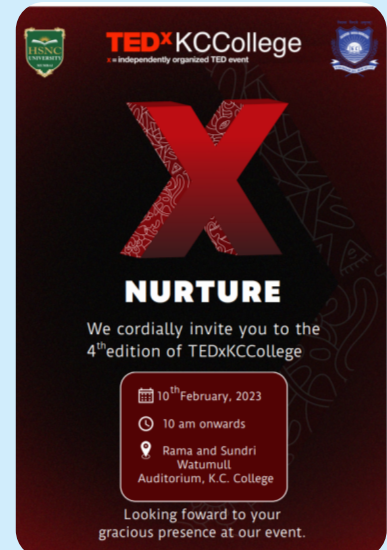 HSNC
UNIVERSITY
MUMBAI
TEDxKCCollege
x = independently organized TED event
X
NURTURE
We cordially invite you to the
4th edition of TEDxKCCollege
10th February, 2023
10 am onwards
Rama and Sundri
Watumull
Auditorium, K.C. College
Looking foward to your
gracious presence at our event.